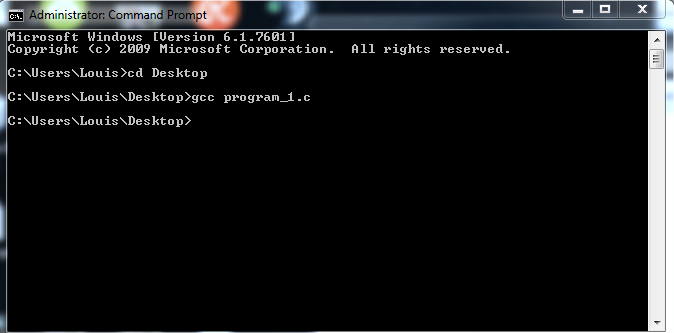 Administrator: Command Prompt
Microsoft Windows [Version 6.1.7601]
Copyright (c) 2009 Microsoft Corporation.  All rights reserved.
C:\Users\Louis>cd Desktop
C:\Users\Louis\Desktop>gcc program_1.c
C:\Users\Louis\Desktop>